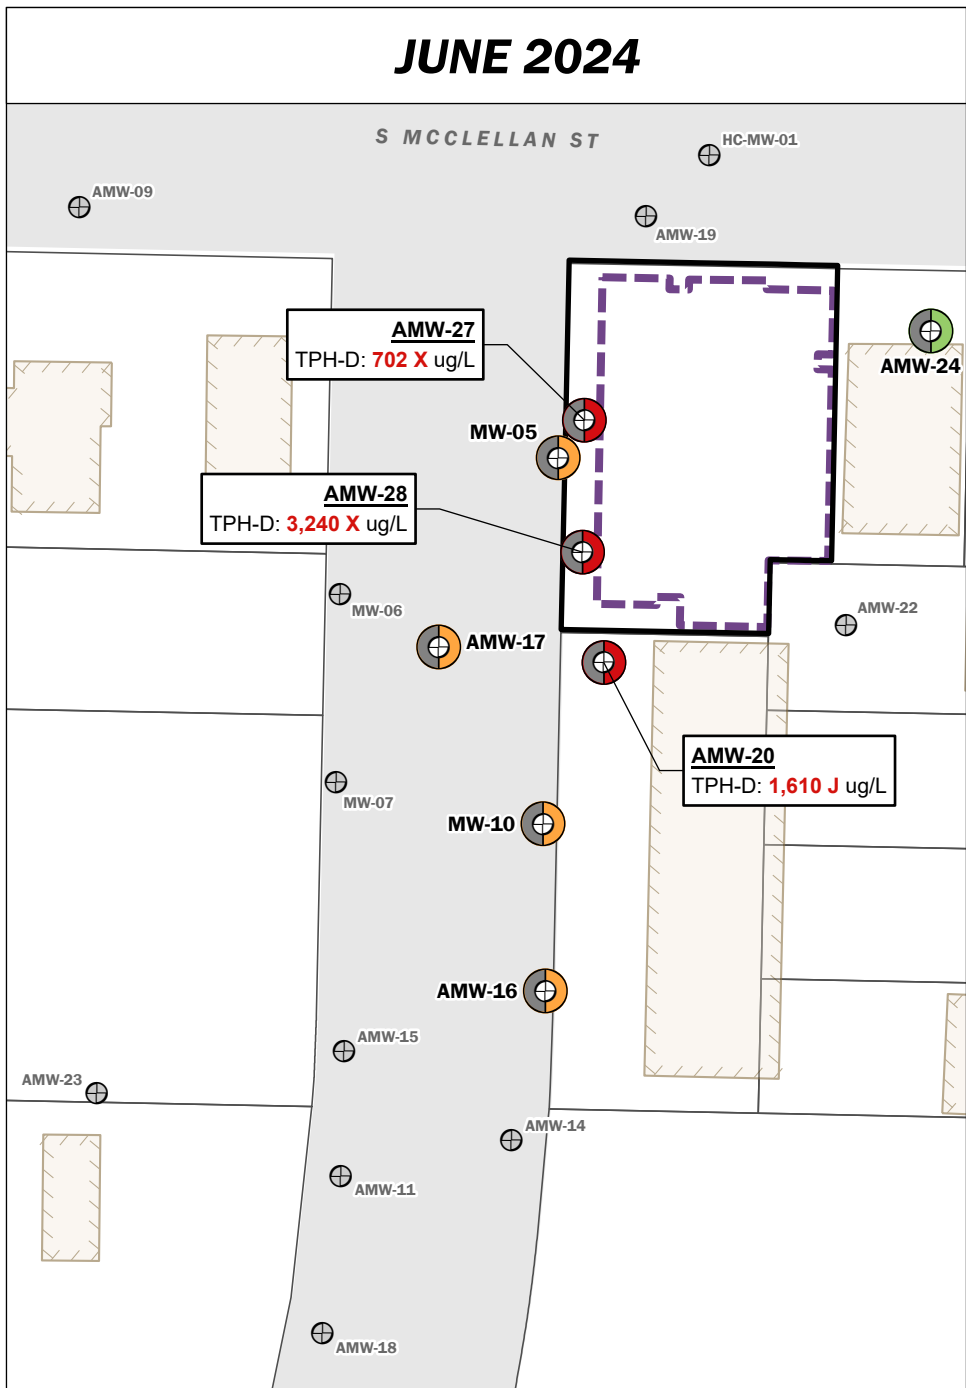 JUNE 2024
S MCCLELLAN ST
HC-MW-01
AMW-09
AMW-19
AMW-27
TPH-D: 702 X ug/L
AMW-24
MW-05
AMW-28
TPH-D: 3,240 X ug/L
MW-06
AMW-22
AMW-17
AMW-20
TPH-D: 1,610 J ug/L
MW-07
MW-10
AMW-16
AMW-15
AMW-23
AMW-14
AMW-11
AMW-18